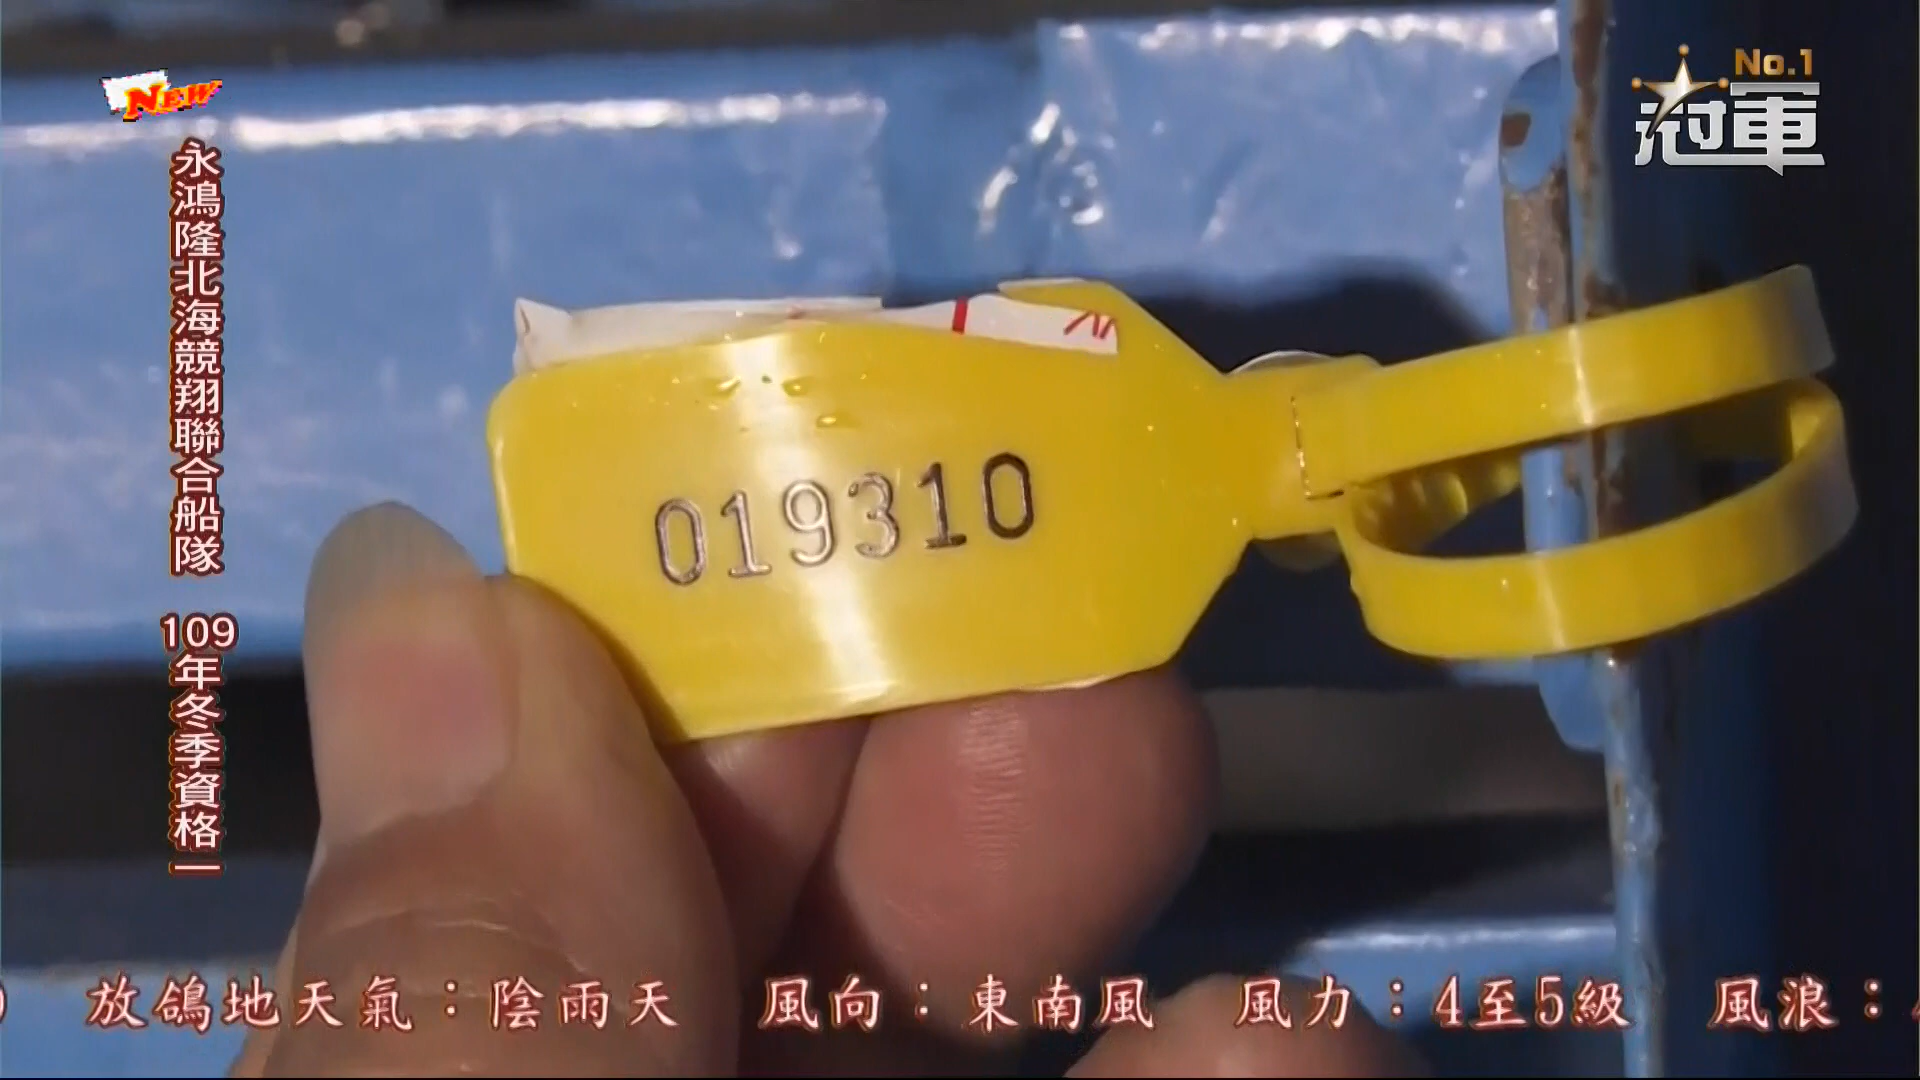 NEW
No.1
冠軍
永鴻隆北海競翔聯合船隊 109年冬季資格一
019310
放鴿地天氣：陰雨天 風向：東南風 風力：4至5級 風浪：